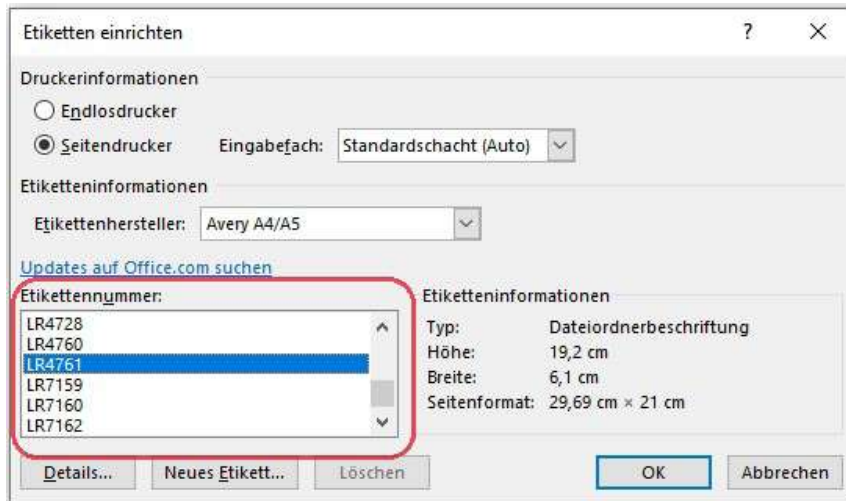 Etiketten einrichten ? ×
Druckerinformationen
Endlosdrucker
Seitendrucker Eingabefach: Standardschacht (Auto)
Etiketteninformationen
Etikettenhersteller: Avery A4/A5
Updates auf Office.com suchen
Etikettennummer:
LR4728
LR4760
LR4761
LR7159
LR7160
LR7162
Etiketteninformationen
Typ: Dateiordnerbeschriftung
Höhe: 19,2 cm
Breite: 6,1 cm
Seitenformat: 29,69 cm × 21 cm
Details... Neues Etikett... Löschen OK Abbrechen